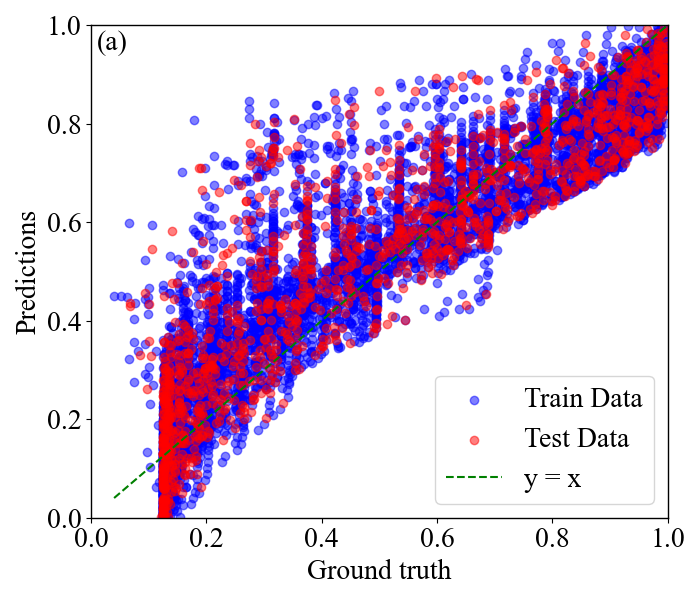 (a)
1.0
0.8
0.6
0.4
0.2
0.0
Predictions
0.0 0.2 0.4 0.6 0.8 1.0
Ground truth
Train Data
Test Data
y = x